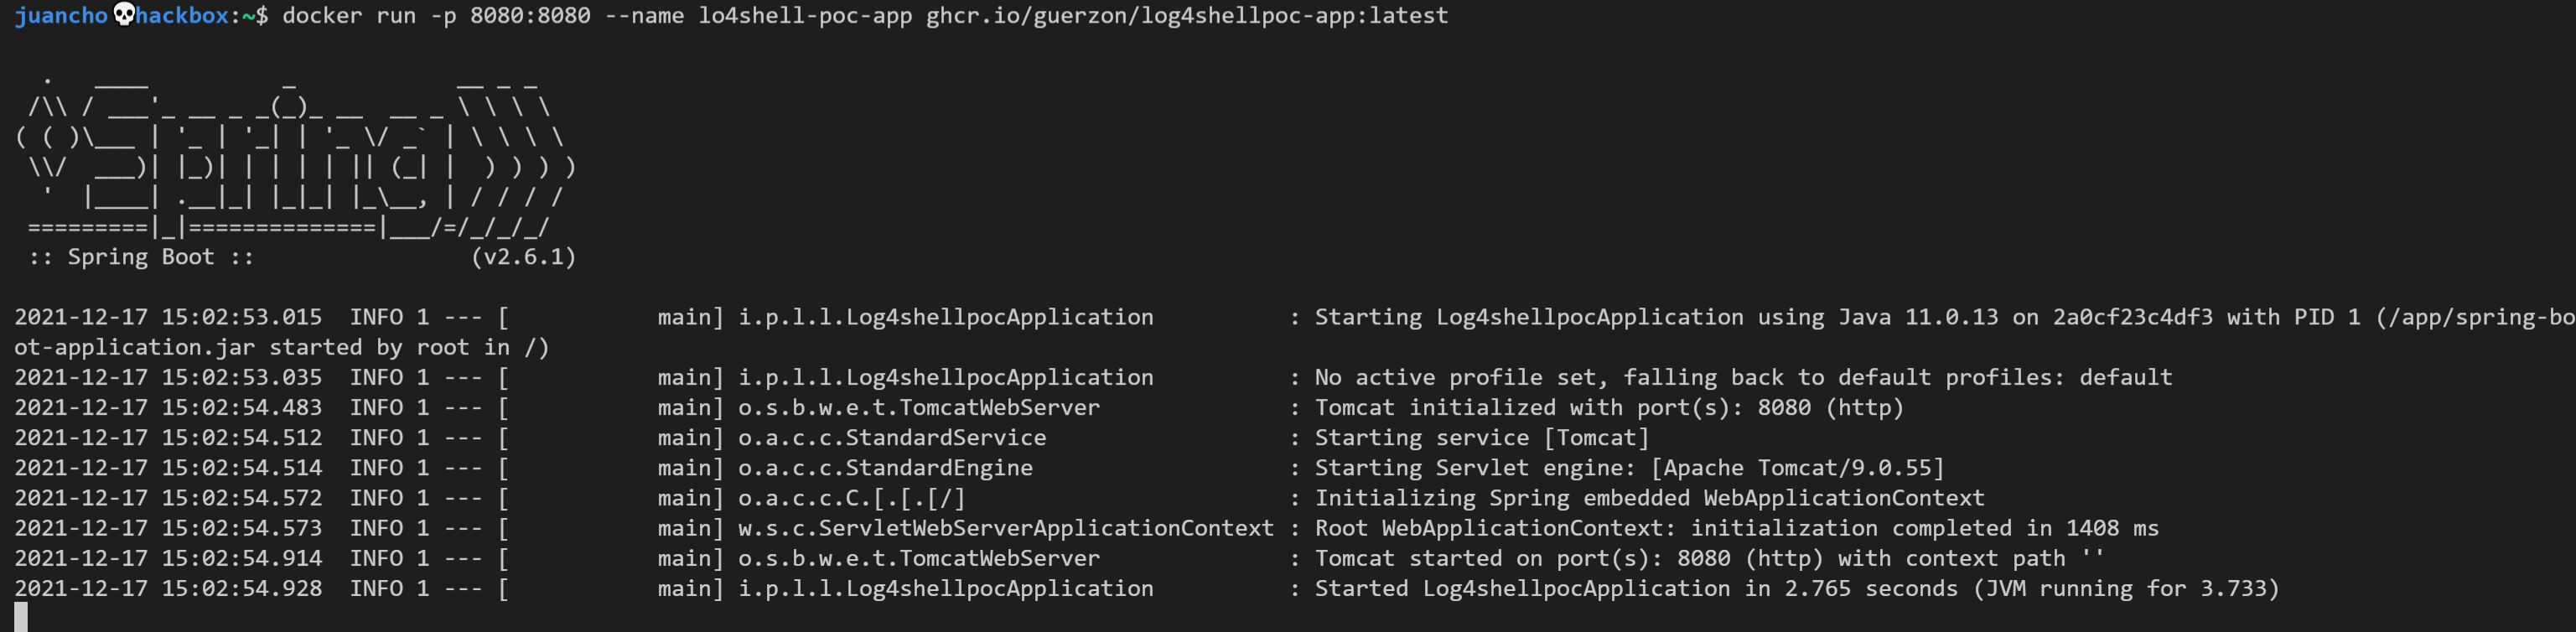 juancho💀hackbox:~$ docker run -p 8080:8080 --name lo4shell-poc-app ghcr.io/guerzon/log4shellpoc-app:latest

  .   ____          _            __ _ _
 /\\ / ___'_ __ _ _(_)_ __  __ _ \ \ \ \
( ( )\___ | '_ | '_| | '_ \/ _` | \ \ \ \
 \\/  ___)| |_)| | | | | || (_| |  ) ) ) )
  '  |____| .__|_| |_|_| |_\__, | / / / /
 =========|_|==============|___/=/_/_/_/
 :: Spring Boot ::                (v2.6.1)

2021-12-17 15:02:53.015  INFO 1 --- [           main] i.p.l.l.Log4shellpocApplication          : Starting Log4shellpocApplication using Java 11.0.13 on 2a0cf23c4df3 with PID 1 (/app/spring-bo
ot-application.jar started by root in /)
2021-12-17 15:02:53.035  INFO 1 --- [           main] i.p.l.l.Log4shellpocApplication          : No active profile set, falling back to default profiles: default
2021-12-17 15:02:54.483  INFO 1 --- [           main] o.s.b.w.e.t.TomcatWebServer              : Tomcat initialized with port(s): 8080 (http)
2021-12-17 15:02:54.512  INFO 1 --- [           main] o.a.c.c.StandardService                  : Starting service [Tomcat]
2021-12-17 15:02:54.514  INFO 1 --- [           main] o.a.c.c.StandardEngine                   : Starting Servlet engine: [Apache Tomcat/9.0.55]
2021-12-17 15:02:54.572  INFO 1 --- [           main] o.a.c.c.C.[.[.[/]                        : Initializing Spring embedded WebApplicationContext
2021-12-17 15:02:54.573  INFO 1 --- [           main] w.s.c.ServletWebServerApplicationContext : Root WebApplicationContext: initialization completed in 1408 ms
2021-12-17 15:02:54.914  INFO 1 --- [           main] o.s.b.w.e.t.TomcatWebServer              : Tomcat started on port(s): 8080 (http) with context path ''
2021-12-17 15:02:54.928  INFO 1 --- [           main] i.p.l.l.Log4shellpocApplication          : Started Log4shellpocApplication in 2.765 seconds (JVM running for 3.733)